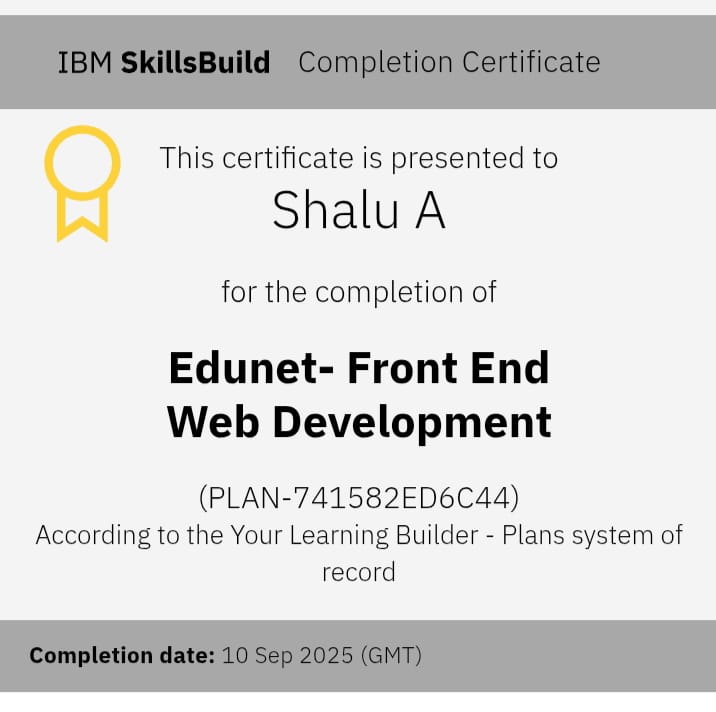 IBM SkillsBuild Completion Certificate
This certificate is presented to
Shalu A
for the completion of
Edunet- Front End
Web Development
(PLAN-741582ED6C44)
According to the Your Learning Builder - Plans system of
record
Completion date: 10 Sep 2025 (GMT)